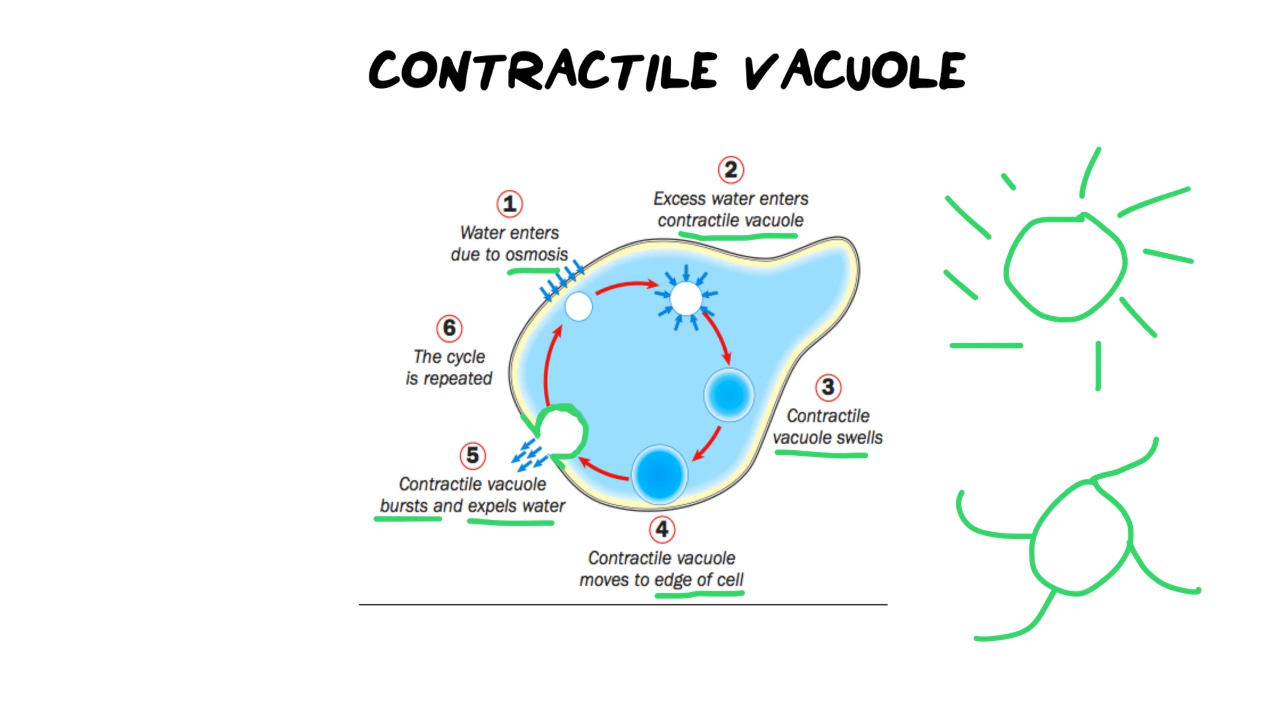 CONTRACTILE VACUOLE
1
Water enters
due to osmosis
2
Excess water enters
contractile vacuole
3
Contractile
vacuole swells
4
Contractile vacuole
moves to edge of cell
5
Contractile vacuole
bursts and expels water
6
The cycle
is repeated